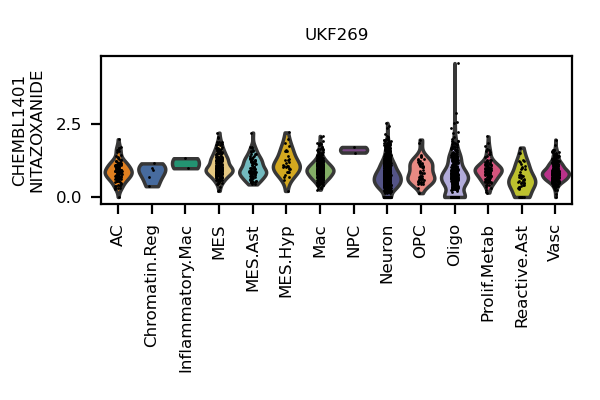 UKF269
CHEMBL1401
NITAZOXANIDE
2.5
0.0
AC
Chromatin.Reg
Inflammatory.Mac
MES
MES.Ast
MES.Hyp
Mac
NPC
Neuron
OPC
Oligo
Prolif.Metab
Reactive.Ast
Vasc